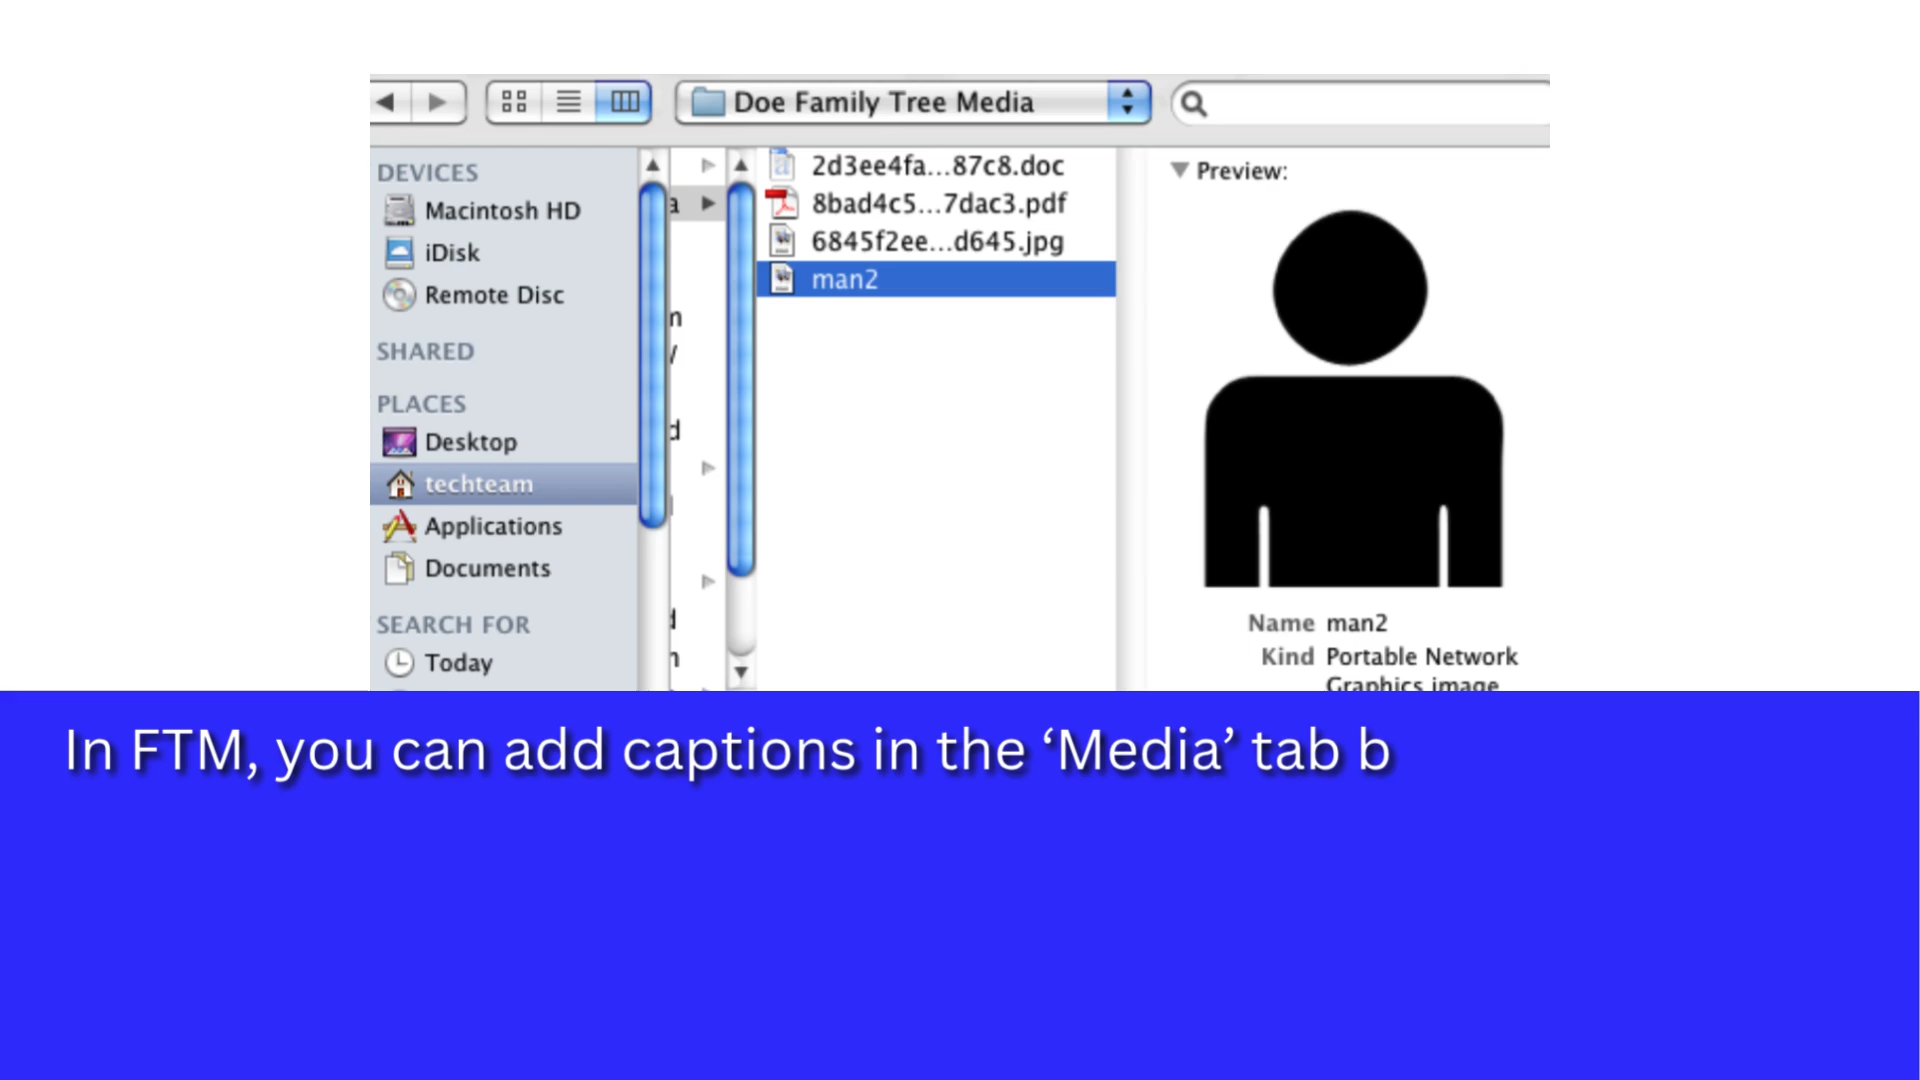 Doe Family Tree Media
DEVICES
Macintosh HD
iDisk
Remote Disc
SHARED
PLACES
Desktop
techteam
Applications
Documents
SEARCH FOR
Today
a
m
d
2d3ee4fa...87c8.doc
8bad4c5...7dac3.pdf
6845f2ee...d645.jpg
man2
Preview:
Name man2
Kind Portable Network
Graphics image
In FTM, you can add captions in the ‘Media’ tab b